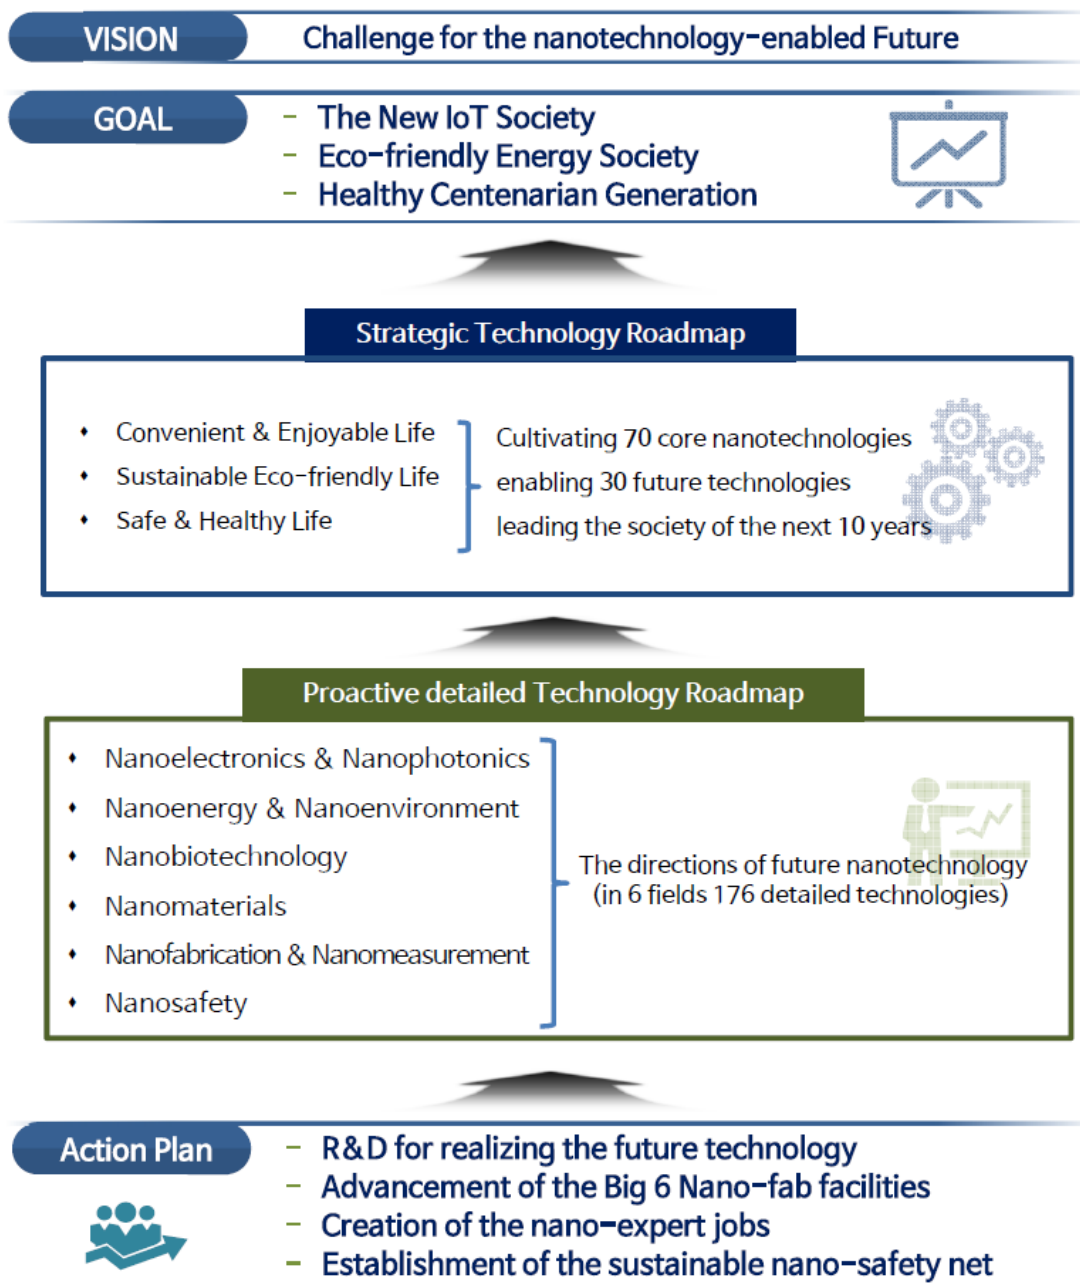 VISION
Challenge for the nanotechnology-enabled Future
GOAL
- The New IoT Society
- Eco-friendly Energy Society
- Healthy Centenarian Generation
Strategic Technology Roadmap
♦ Convenient & Enjoyable Life
♦ Sustainable Eco-friendly Life
♦ Safe & Healthy Life
Cultivating 70 core nanotechnologies
enabling 30 future technologies
leading the society of the next 10 years
Proactive detailed Technology Roadmap
♦ Nanoelectronics & Nanophotonics
♦ Nanoenergy & Nanoenvironment
♦ Nanobiotechnology
♦ Nanomaterials
♦ Nanofabrication & Nanomeasurement
♦ Nanosafety
The directions of future nanotechnology
(in 6 fields 176 detailed technologies)
Action Plan
- R&D for realizing the future technology
- Advancement of the Big 6 Nano-fab facilities
- Creation of the nano-expert jobs
- Establishment of the sustainable nano-safety net